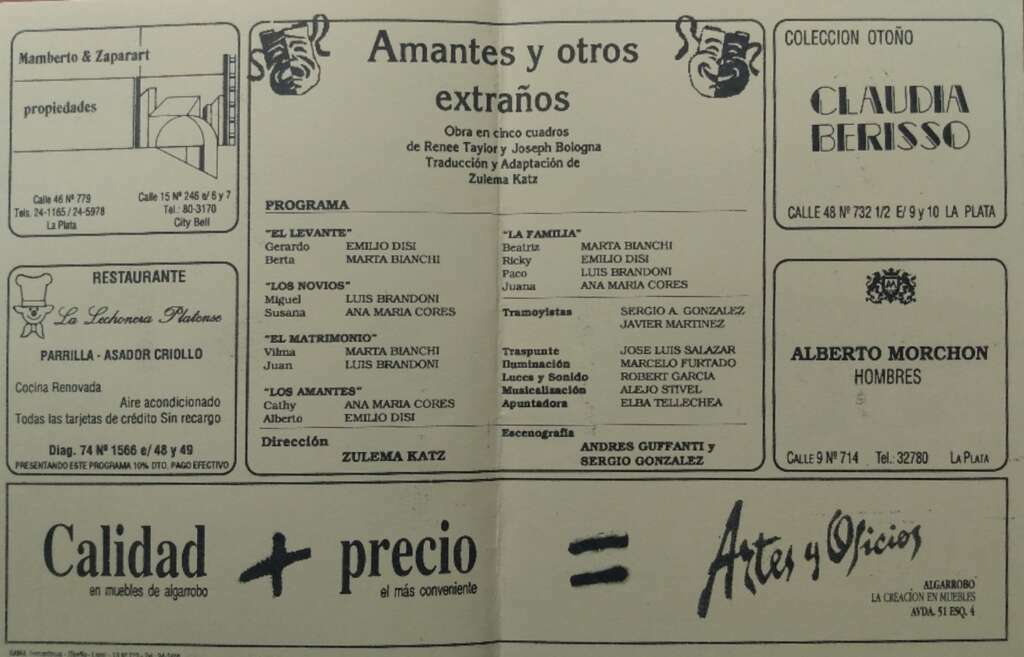 Mamberto & Zaparart
propiedades
Calle 46 Nº 779
Tels. 24-1165 / 24-5978
La Plata
Calle 15 Nº 246 e/ 6 y 7
Tel.: 80-3170
City Bell
RESTAURANTE
La Lechonera Platense
PARRILLA - ASADOR CRIOLLO
Cocina Renovada
Aire acondicionado
Todas las tarjetas de crédito Sin recargo
Diag. 74 Nº 1566 e/ 48 y 49
PRESENTANDO ESTE PROGRAMA 10% DTO. PAGO EFECTIVO
Amantes y otros
extraños
Obra en cinco cuadros
de Renee Taylor y Joseph Bologna
Traducción y Adaptación de
Zulema Katz
PROGRAMA
"EL LEVANTE"
Gerardo EMILIO DISI
Berta MARTA BIANCHI
"LOS NOVIOS"
Miguel LUIS BRANDONI
Susana ANA MARIA CORES
"EL MATRIMONIO"
Vilma MARTA BIANCHI
Juan LUIS BRANDONI
"LOS AMANTES"
Cathy ANA MARIA CORES
Alberto EMILIO DISI
Dirección
ZULEMA KATZ
"LA FAMILIA"
Beatriz MARTA BIANCHI
Ricky EMILIO DISI
Paco LUIS BRANDONI
Juana ANA MARIA CORES
Tramoyistas SERGIO A. GONZALEZ
JAVIER MARTINEZ
Traspunte JOSE LUIS SALAZAR
Iluminación MARCELO FURTADO
Luces y Sonido ROBERT GARCIA
Musicalización ALEJO STIVEL
Apuntadora ELBA TELLECHEA
Escenografía
ANDRES GUFFANTI y
SERGIO GONZALEZ
COLECCION OTOÑO
CLAUDIA
BERISSO
CALLE 48 Nº 732 1/2 E/ 9 y 10 LA PLATA
ALBERTO MORCHON
HOMBRES
CALLE 9 Nº 714 Tel.: 32780 LA PLATA
Calidad + precio = Artes y Oficios
en muebles de algarrobo
el más conveniente
ALGARROBO
LA CREACION EN MUEBLES
AVDA. 51 ESQ. 4